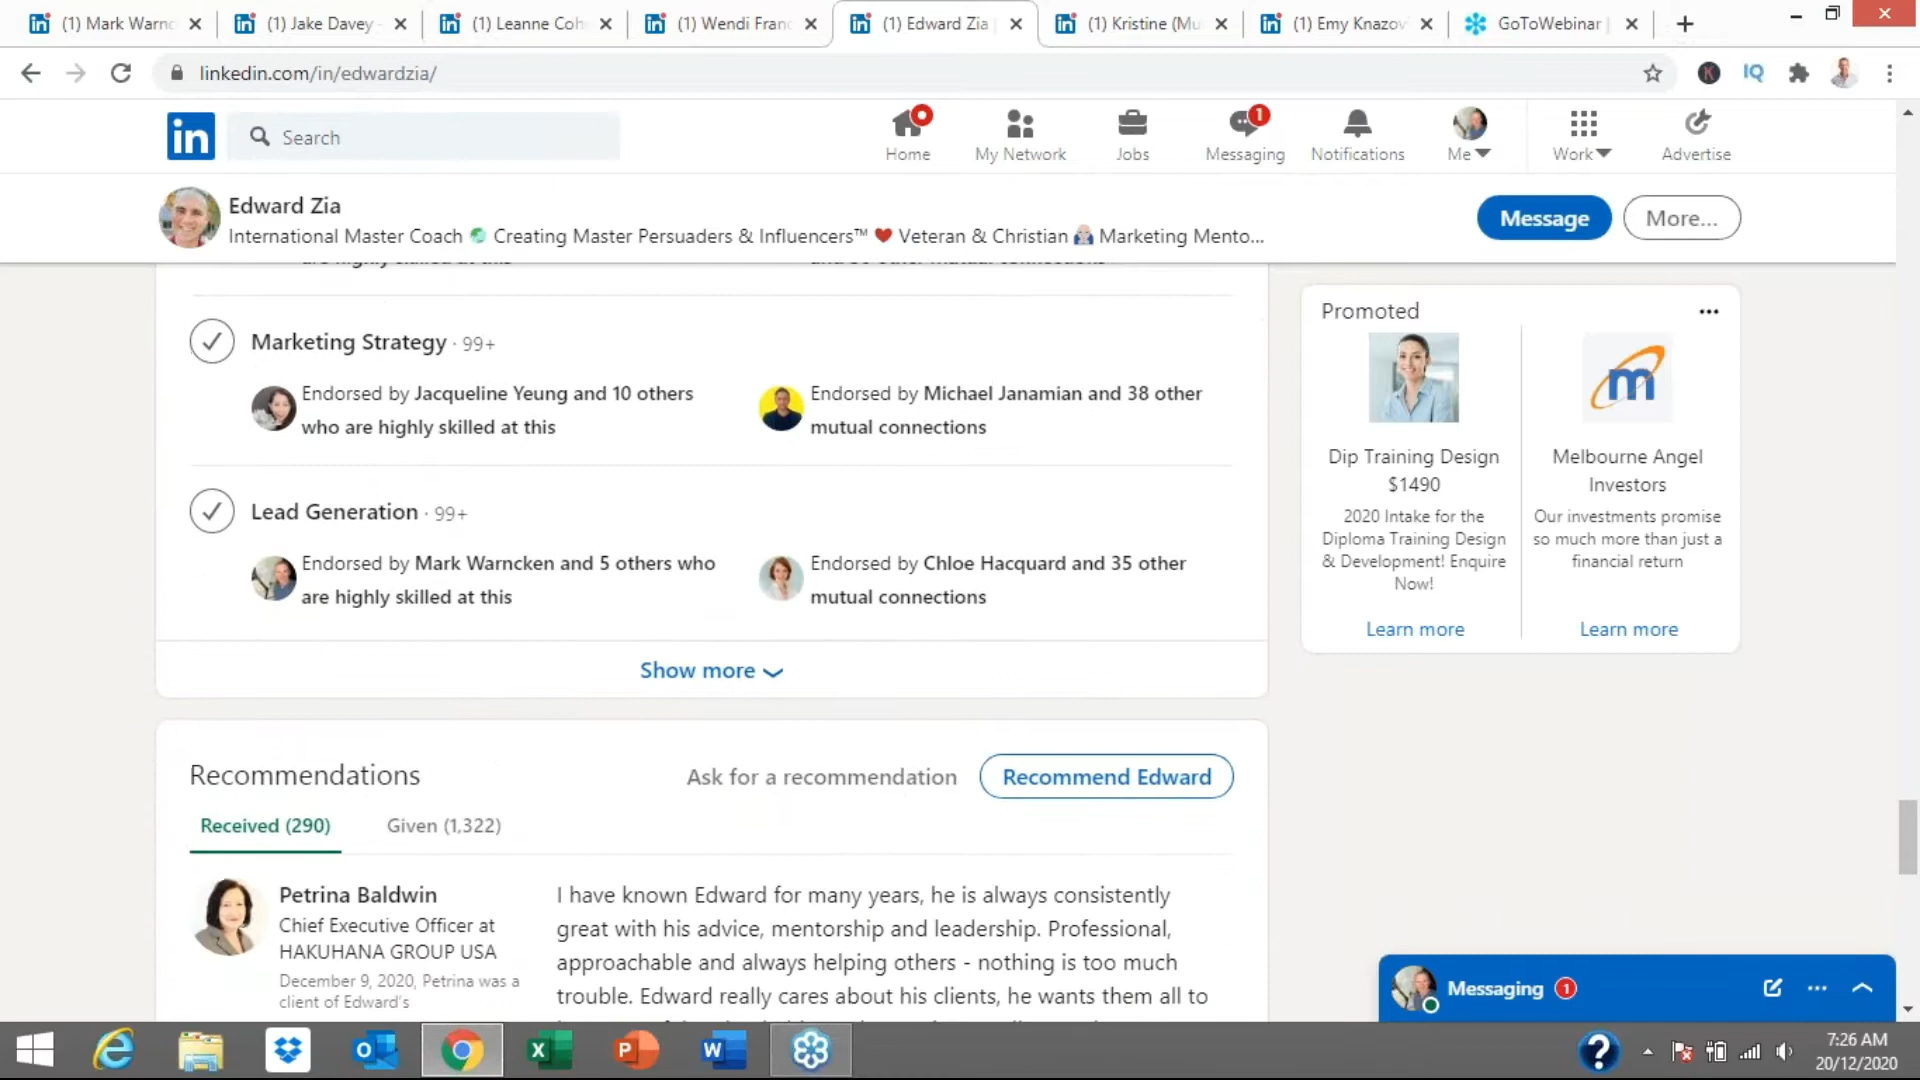 (1) Mark Warnc
(1) Jake Davey -
(1) Leanne Coh
(1) Wendi Franc
(1) Edward Zia
(1) Kristine (Mu
(1) Emy Knazov
GoToWebinar |
linkedin.com/in/edwardzia/
IQ
Search
Home
My Network
Jobs
1
Messaging
Notifications
Me
Work
Advertise
Edward Zia
International Master Coach Creating Master Persuaders & Influencers™ Veteran & Christian Marketing Mento...
Message
More...
Marketing Strategy · 99+
Endorsed by Jacqueline Yeung and 10 others
who are highly skilled at this
Endorsed by Michael Janamian and 38 other
mutual connections
Lead Generation · 99+
Endorsed by Mark Warncken and 5 others who
are highly skilled at this
Endorsed by Chloe Hacquard and 35 other
mutual connections
Show more
Promoted
Dip Training Design
$1490
2020 Intake for the
Diploma Training Design
& Development! Enquire
Now!
Learn more
Melbourne Angel
Investors
Our investments promise
so much more than just a
financial return
Learn more
Recommendations
Ask for a recommendation
Recommend Edward
Received (290)
Given (1,322)
Petrina Baldwin
Chief Executive Officer at
HAKUHANA GROUP USA
December 9, 2020, Petrina was a
client of Edward's
I have known Edward for many years, he is always consistently
great with his advice, mentorship and leadership. Professional,
approachable and always helping others - nothing is too much
trouble. Edward really cares about his clients, he wants them all to
Messaging 1
7:26 AM
20/12/2020